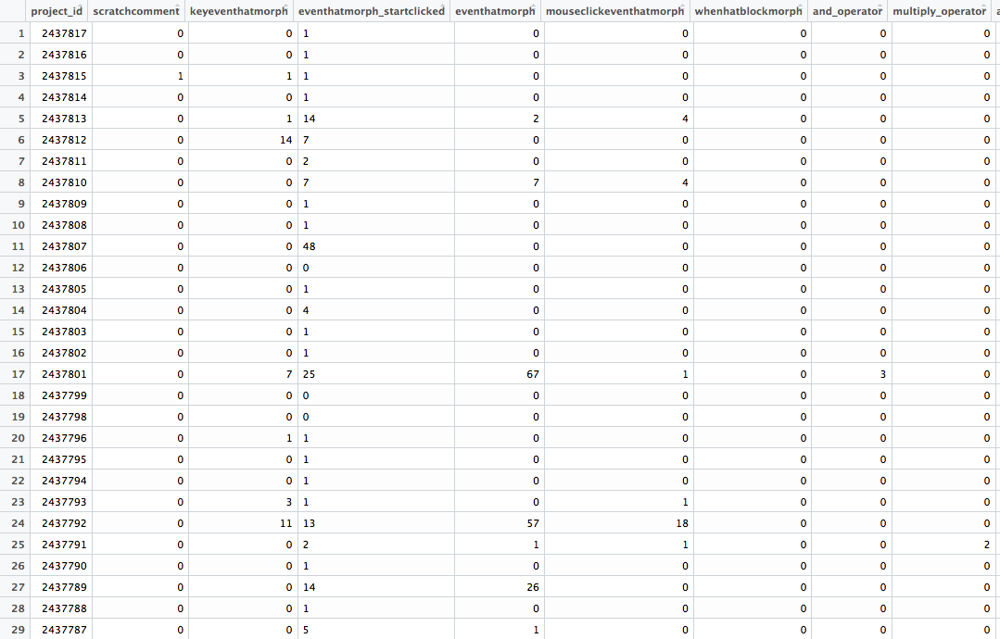 project_id scratchcomment keyeventhatmorph eventhatmorph_startclicked eventhatmorph mouseclickeventhatmorph whenhatblockmorph and_operator multiply_operator a
1 2437817 0 0 1 0 0 0 0 0
2 2437816 0 0 1 0 0 0 0 0
3 2437815 1 1 1 0 0 0 0 0
4 2437814 0 0 1 0 0 0 0 0
5 2437813 0 1 14 2 4 0 0 0
6 2437812 0 14 7 0 0 0 0 0
7 2437811 0 0 2 0 0 0 0 0
8 2437810 0 0 7 7 4 0 0 0
9 2437809 0 0 1 0 0 0 0 0
10 2437808 0 0 1 0 0 0 0 0
11 2437807 0 0 48 0 0 0 0 0
12 2437806 0 0 0 0 0 0 0 0
13 2437805 0 0 1 0 0 0 0 0
14 2437804 0 0 4 0 0 0 0 0
15 2437803 0 0 1 0 0 0 0 0
16 2437802 0 0 1 0 0 0 0 0
17 2437801 0 7 25 67 1 0 3 0
18 2437799 0 0 0 0 0 0 0 0
19 2437798 0 0 0 0 0 0 0 0
20 2437796 0 1 1 0 0 0 0 0
21 2437795 0 0 1 0 0 0 0 0
22 2437794 0 0 1 0 0 0 0 0
23 2437793 0 3 1 0 1 0 0 0
24 2437792 0 11 13 57 18 0 0 0
25 2437791 0 0 2 1 1 0 0 2
26 2437790 0 0 1 0 0 0 0 0
27 2437789 0 0 14 26 0 0 0 0
28 2437788 0 0 1 0 0 0 0 0
29 2437787 0 0 5 1 0 0 0 0